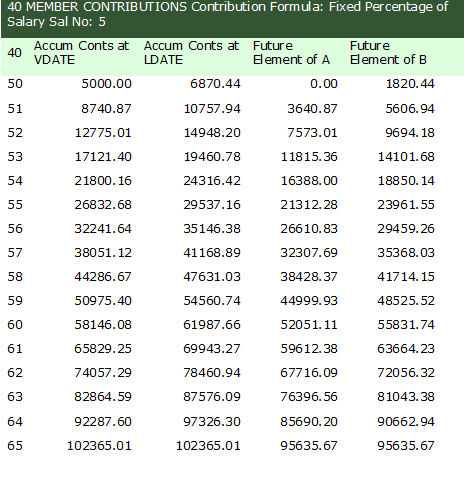 40 MEMBER CONTRIBUTIONS Contribution Formula: Fixed Percentage of
Salary Sal No: 5
40 Accum Conts at VDATE Accum Conts at LDATE Future Element of A Future Element of B
50 5000.00 6870.44 0.00 1820.44
51 8740.87 10757.94 3640.87 5606.94
52 12775.01 14948.20 7573.01 9694.18
53 17121.40 19460.78 11815.36 14101.68
54 21800.16 24316.42 16388.00 18850.14
55 26832.68 29537.16 21312.28 23961.55
56 32241.64 35146.38 26610.83 29459.26
57 38051.12 41168.89 32307.69 35368.03
58 44286.67 47631.03 38428.37 41714.15
59 50975.40 54560.74 44999.93 48525.52
60 58146.08 61987.66 52051.11 55831.74
61 65829.25 69943.27 59612.38 63664.23
62 74057.29 78460.94 67716.09 72056.32
63 82864.59 87576.09 76396.56 81043.38
64 92287.60 97326.30 85690.20 90662.94
65 102365.01 102365.01 95635.67 95635.67